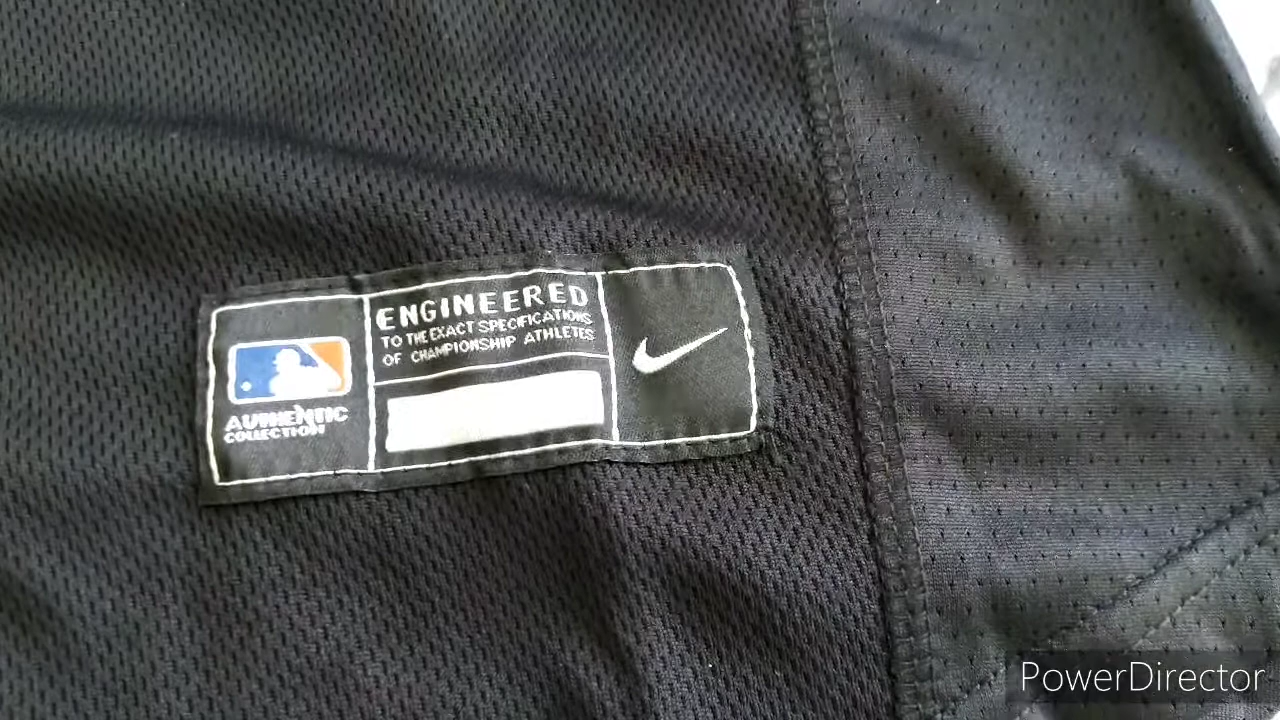 ENGINEERED
TO THE EXACT SPECIFICATIONS
OF CHAMPIONSHIP ATHLETES
AUTHENTIC
COLLECTION
PowerDirector